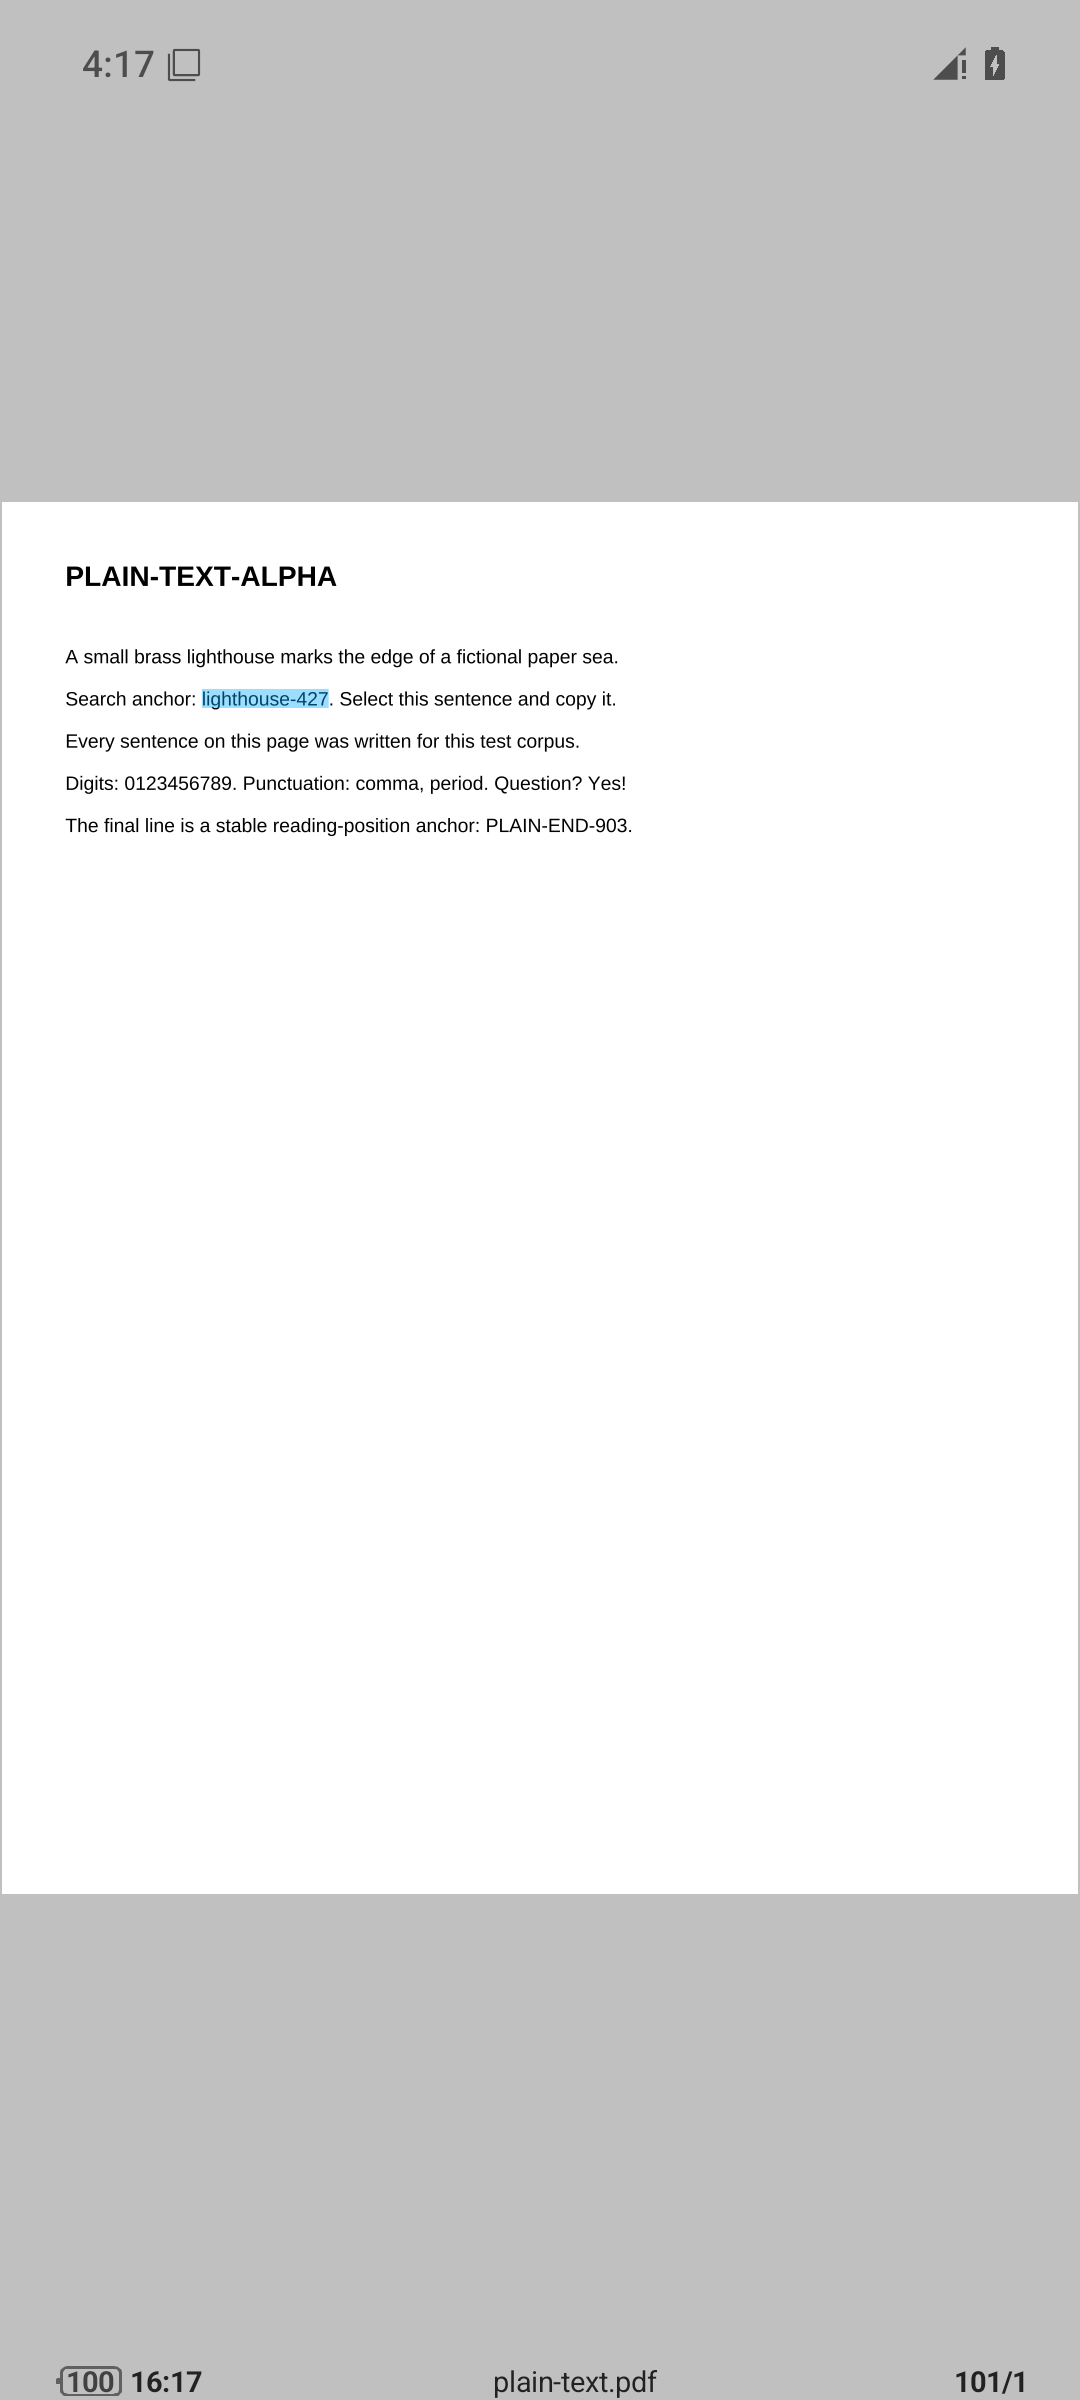 4:17
PLAIN-TEXT-ALPHA
A small brass lighthouse marks the edge of a fictional paper sea.
Search anchor: lighthouse-427. Select this sentence and copy it.
Every sentence on this page was written for this test corpus.
Digits: 0123456789. Punctuation: comma, period. Question? Yes!
The final line is a stable reading-position anchor: PLAIN-END-903.
100 16:17 plain-text.pdf 101/1